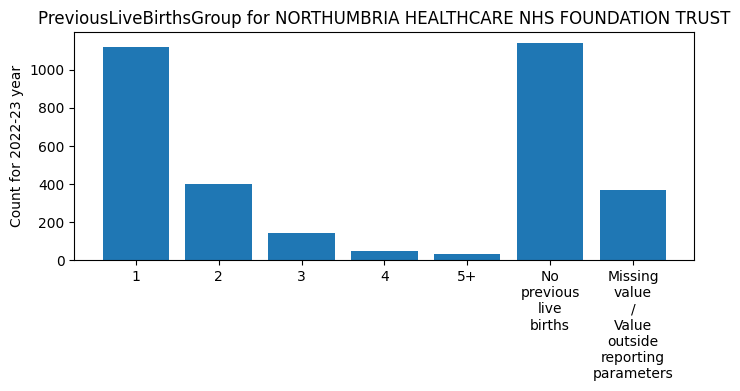 PreviousLiveBirthsGroup for NORTHUMBRIA HEALTHCARE NHS FOUNDATION TRUST
Count for 2022-23 year
1000
800
600
400
200
0
1
2
3
4
5+
No
previous
live
births
Missing
value
/
Value
outside
reporting
parameters